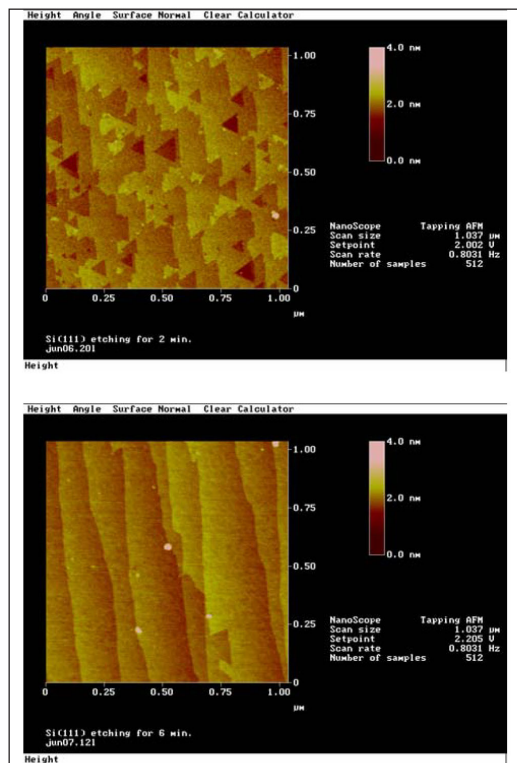 Height Angle Surface Normal Clear Calculator
4.0 nm
1.00
0.75
2.0 nm
0.50
0.0 nm
0.25
NanoScope Tapping AFM
Scan size 1.037 µm
Setpoint 2.002 V
Scan rate 0.8031 Hz
Number of samples 512
0
0 0.25 0.50 0.75 1.00
µm
Si(111) etching for 2 min.
jun06.201
Height
Height Angle Surface Normal Clear Calculator
4.0 nm
1.00
0.75
2.0 nm
0.50
0.0 nm
0.25
NanoScope Tapping AFM
Scan size 1.037 µm
Setpoint 2.205 V
Scan rate 0.8031 Hz
Number of samples 512
0
0 0.25 0.50 0.75 1.00
µm
Si(111) etching for 6 min.
jun07.121
Height